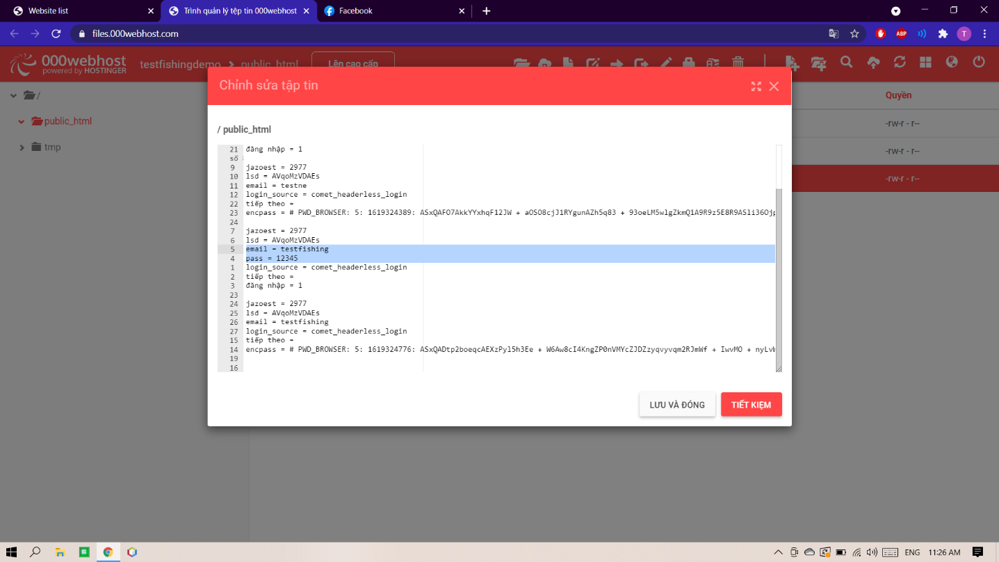 Website list
Trình quản lý tệp tin 000webhost
Facebook
files.000webhost.com
ABP
T
000webhost
powered by HOSTINGER
testfishingdemo > public_html
Lên cao cấp
Chỉnh sửa tập tin
Quyền
/
public_html
tmp
-rw-r - r--
-rw-r - r--
-rw-r - r--
/ public_html
21 đăng nhập = 1
số
9 jazoest = 2977
10 lsd = AVqoMzVDAEs
11 email = testne
12 login_source = comet_headerless_login
22 tiếp theo =
23 encpass = # PWD_BROWSER: 5: 1619324389: ASxQAFO7AkkYYxhqF12JW + aOSO8cjJ1RYgunAZh5q83 + 93oeLM5wlgZkmQ1A9R9z5E8R9ASli36Ojp
24
7 jazoest = 2977
6 lsd = AVqoMzVDAEs
5 email = testfishing
4 pass = 12345
1 login_source = comet_headerless_login
2 tiếp theo =
3 đăng nhập = 1
23
24 jazoest = 2977
25 lsd = AVqoMzVDAEs
26 email = testfishing
27 login_source = comet_headerless_login
15 tiếp theo =
14 encpass = # PWD_BROWSER: 5: 1619324776: ASxQADtp2boeqcAEXzPyl5h3Ee + W6Aw8cI4KngZP0nVMYcZJDZzyqvyvqm2RJmWf + IwvMO + nyLvW
19
16
LƯU VÀ ĐÓNG
TIẾT KIỆM
ENG
11:26 AM